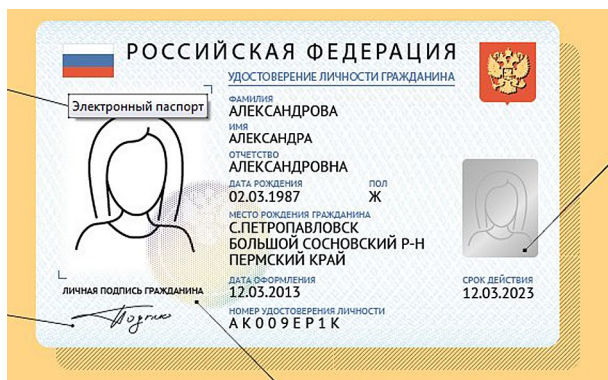 РОССИЙСКАЯ ФЕДЕРАЦИЯ
УДОСТОВЕРЕНИЕ ЛИЧНОСТИ ГРАЖДАНИНА
Электронный паспорт
ФАМИЛИЯ
АЛЕКСАНДРОВА
ИМЯ
АЛЕКСАНДРА
ОТЧЕТСТВО
АЛЕКСАНДРОВНА
ДАТА РОЖДЕНИЯ ПОЛ
02.03.1987 Ж
МЕСТО РОЖДЕНИЯ ГРАЖДАНИНА
С.ПЕТРОПАВЛОВСК
БОЛЬШОЙ СОСНОВСКИЙ Р-Н
ПЕРМСКИЙ КРАЙ
ДАТА ОФОРМЛЕНИЯ СРОК ДЕЙСТВИЯ
12.03.2013 12.03.2023
НОМЕР УДОСТОВЕРЕНИЯ ЛИЧНОСТИ
АК009ЕР1К
ЛИЧНАЯ ПОДПИСЬ ГРАЖДАНИНА